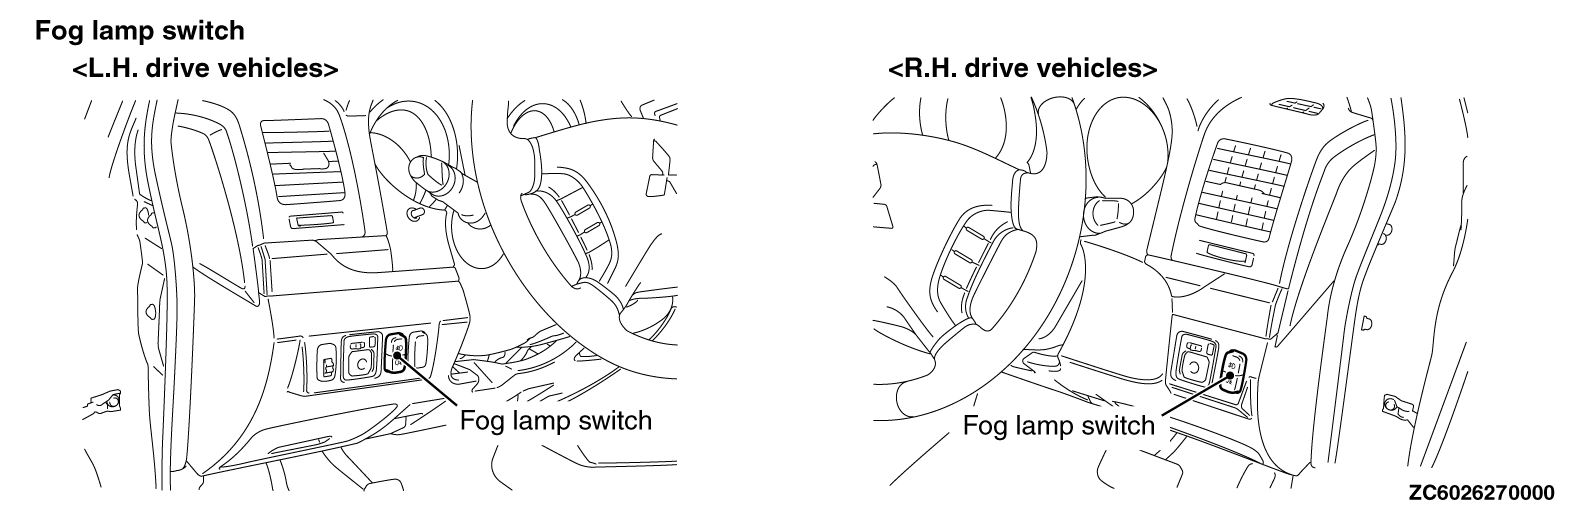 Fog lamp switch
<L.H. drive vehicles>
<R.H. drive vehicles>
Fog lamp switch
Fog lamp switch
ZC6026270000